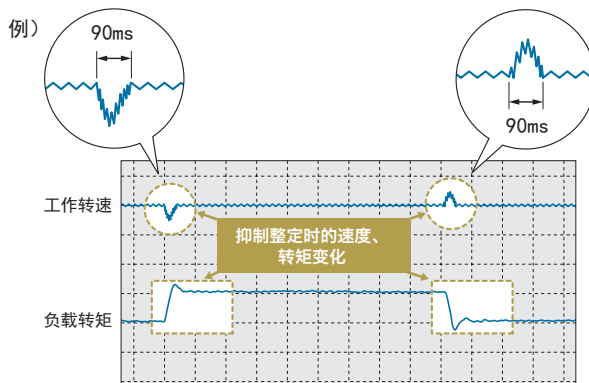 例）
90ms
90ms
工作转速
抑制整定时的速度、
转矩变化
负载转矩